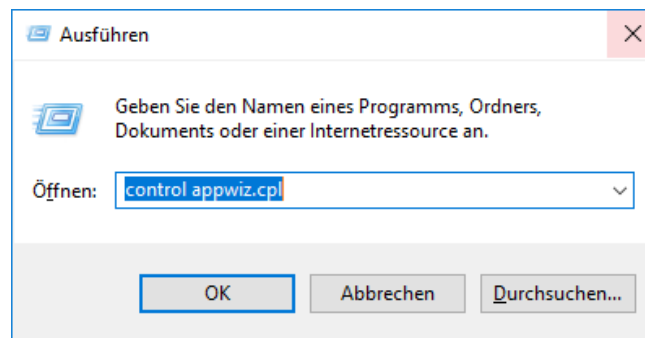 Ausführen
Geben Sie den Namen eines Programms, Ordners,
Dokuments oder einer Internetressource an.
Öffnen: control appwiz.cpl
OK Abbrechen Durchsuchen...